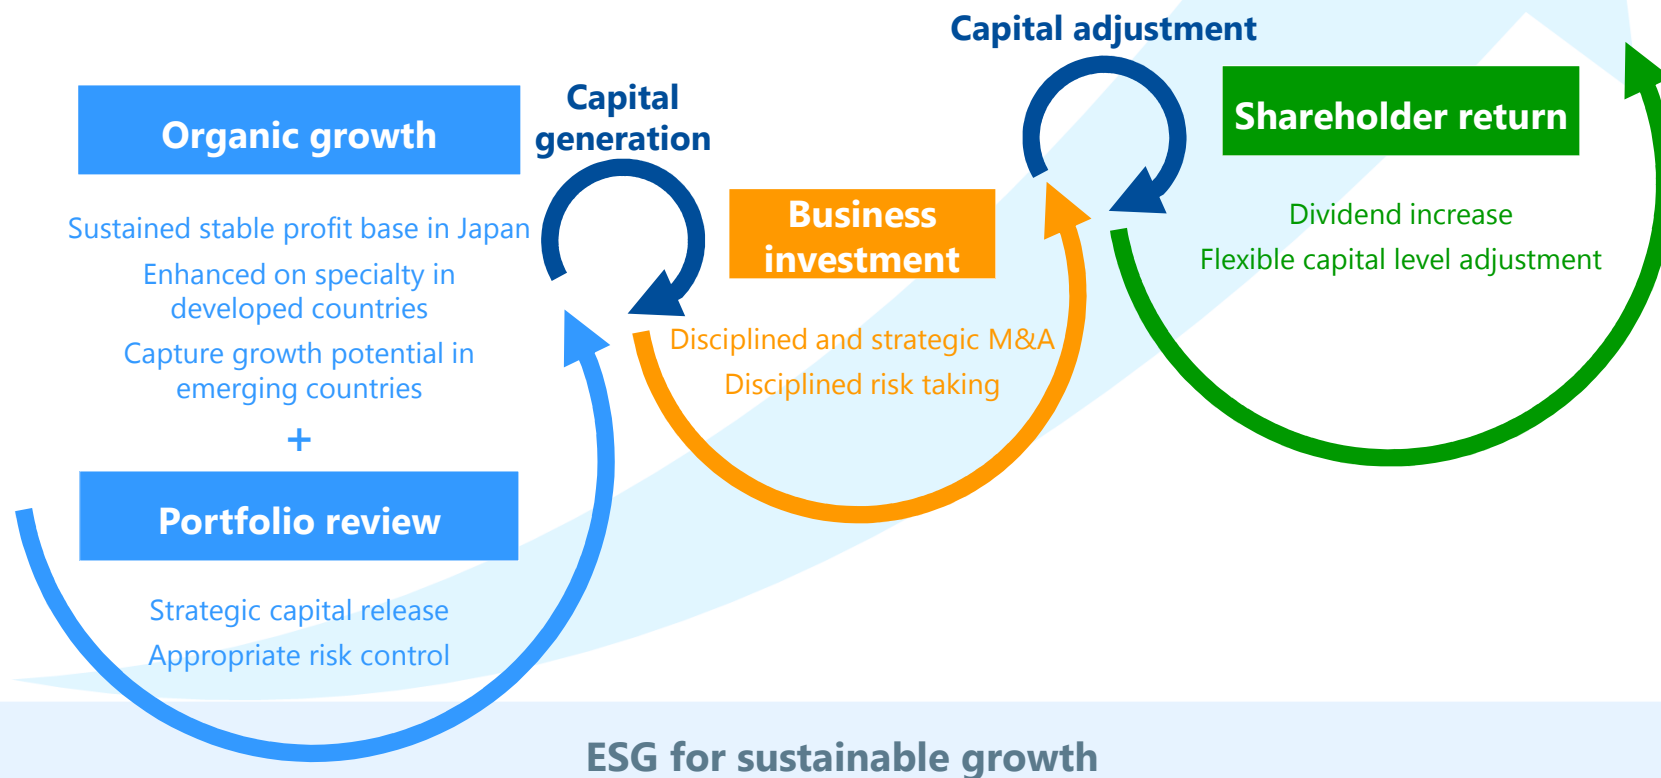 Organic growth
Sustained stable profit base in Japan
Enhanced on specialty in
developed countries
Capture growth potential in
emerging countries
+
Portfolio review
Strategic capital release
Appropriate risk control
Capital
generation
Business
investment
Disciplined and strategic M&A
Disciplined risk taking
Capital adjustment
Shareholder return
Dividend increase
Flexible capital level adjustment
ESG for sustainable growth